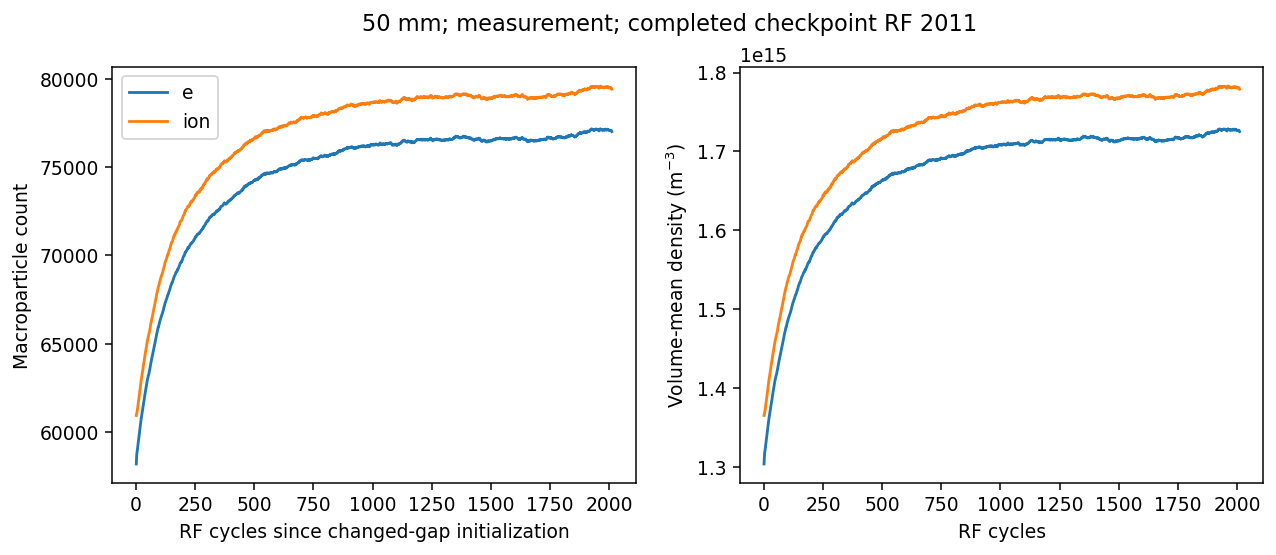 50 mm; measurement; completed checkpoint RF 2011
e
ion
80000
75000
70000
65000
60000
Macroparticle count
0 250 500 750 1000 1250 1500 1750 2000
RF cycles since changed-gap initialization
1e15
1.8
1.7
1.6
1.5
1.4
1.3
Volume-mean density (m⁻³)
0 250 500 750 1000 1250 1500 1750 2000
RF cycles